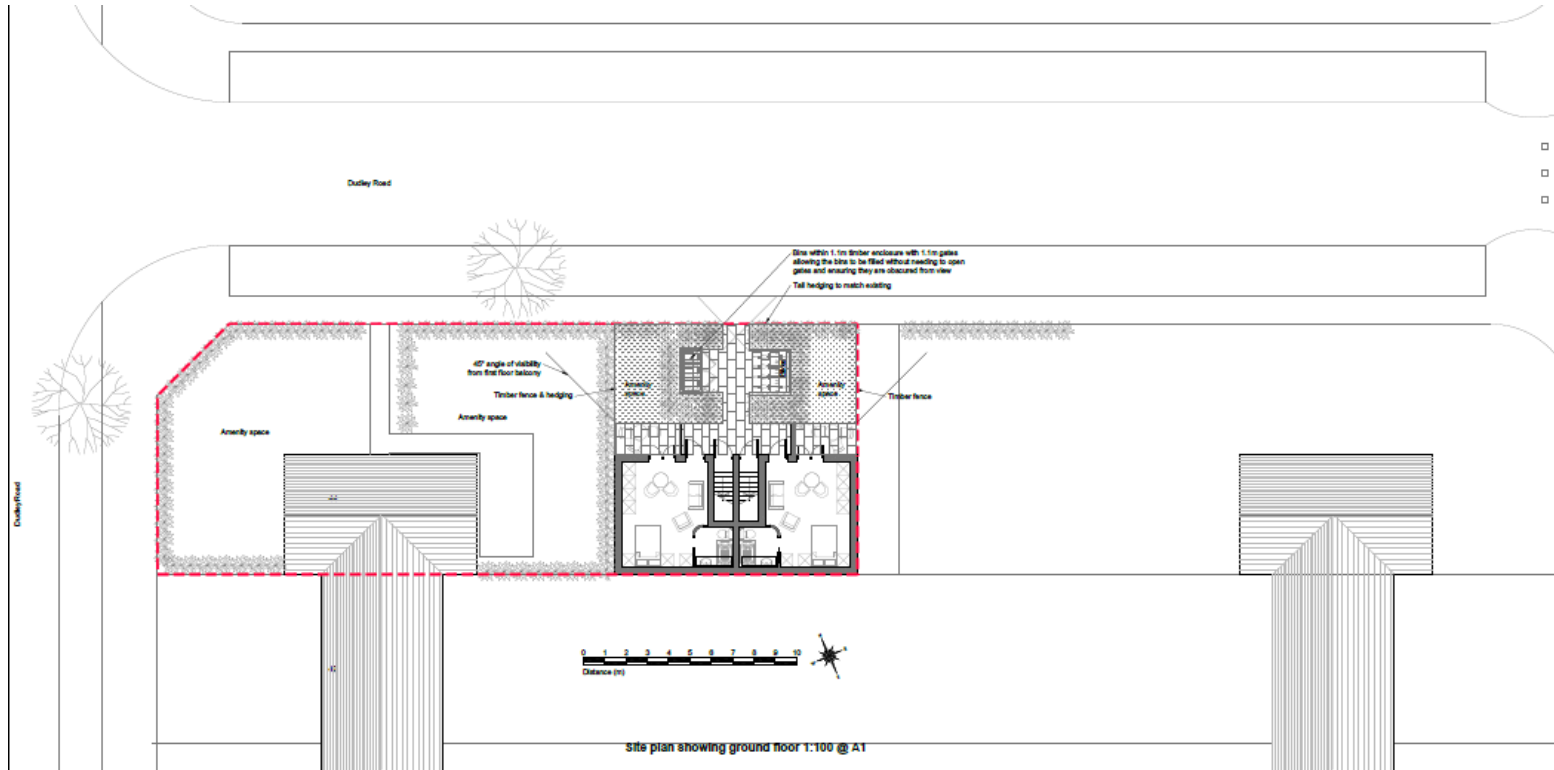 Dudley Road
Bins within 1.1m timber enclosure with 1.1m gates
allowing the bins to be filled without needing to open
gates and ensuring they are obscured from view
Tall hedging to match existing
45° angle of visibility
from first floor balcony
Timber fence & hedging
Amenity
space
Amenity
space
Timber fence
Amenity space
Amenity space
Dudley Road
0 1 2 3 4 5 6 7 8 9 10
Distance (m)
Site plan showing ground floor 1:100 @ A1